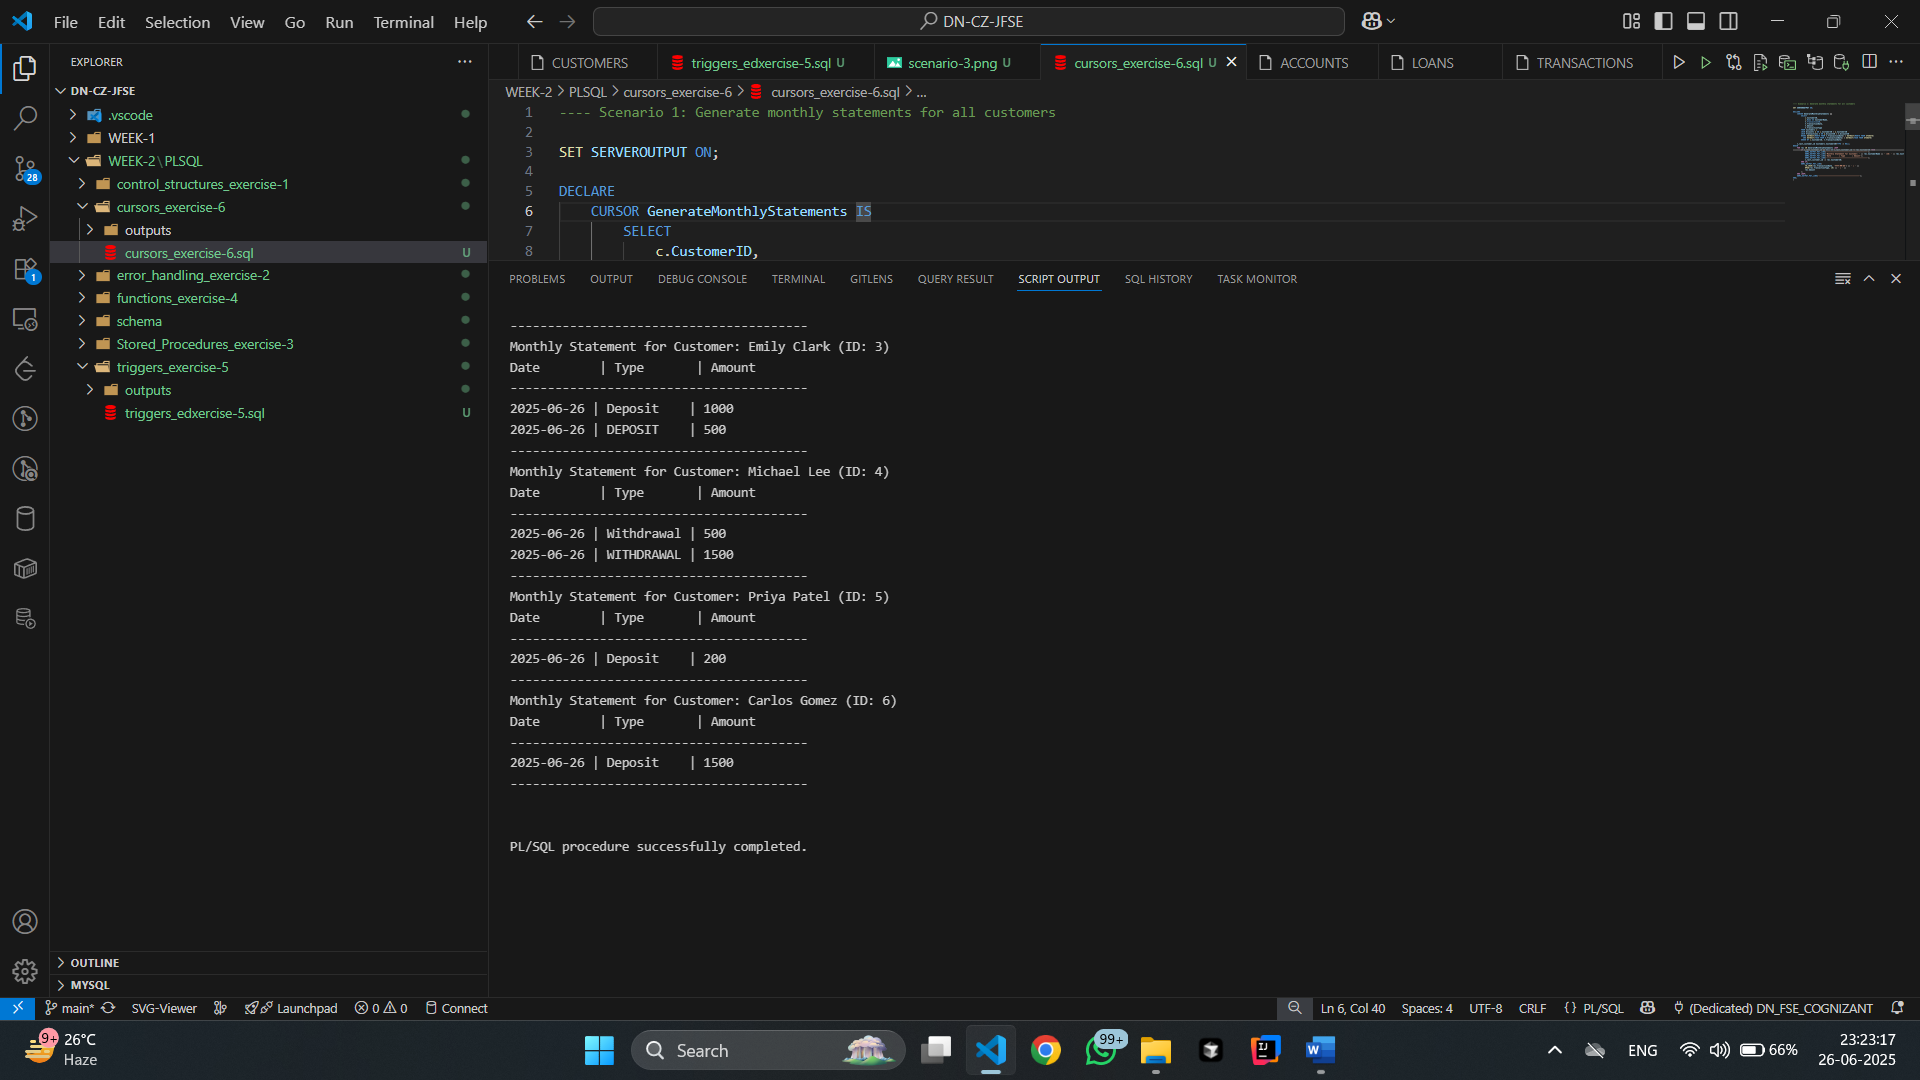 File Edit Selection View Go Run Terminal Help
DN-CZ-JFSE
EXPLORER
CUSTOMERS
triggers_edxercise-5.sql U
scenario-3.png U
cursors_exercise-6.sql U
ACCOUNTS
LOANS
TRANSACTIONS
WEEK-2 > PLSQL > cursors_exercise-6 > cursors_exercise-6.sql > ...
DN-CZ-JFSE
.vscode
WEEK-1
WEEK-2 \ PLSQL
control_structures_exercise-1
cursors_exercise-6
outputs
cursors_exercise-6.sql U
error_handling_exercise-2
functions_exercise-4
schema
Stored_Procedures_exercise-3
triggers_exercise-5
outputs
triggers_edxercise-5.sql U
OUTLINE
MYSQL
28
1
1 ---- Scenario 1: Generate monthly statements for all customers
2
3 SET SERVEROUTPUT ON;
4
5 DECLARE
6 CURSOR GenerateMonthlyStatements IS
7 SELECT
8 c.CustomerID,
PROBLEMS OUTPUT DEBUG CONSOLE TERMINAL GITLENS QUERY RESULT SCRIPT OUTPUT SQL HISTORY TASK MONITOR
----------------------------------------
Monthly Statement for Customer: Emily Clark (ID: 3)
Date | Type | Amount
----------------------------------------
2025-06-26 | Deposit | 1000
2025-06-26 | DEPOSIT | 500
----------------------------------------
Monthly Statement for Customer: Michael Lee (ID: 4)
Date | Type | Amount
----------------------------------------
2025-06-26 | Withdrawal | 500
2025-06-26 | WITHDRAWAL | 1500
----------------------------------------
Monthly Statement for Customer: Priya Patel (ID: 5)
Date | Type | Amount
----------------------------------------
2025-06-26 | Deposit | 200
----------------------------------------
Monthly Statement for Customer: Carlos Gomez (ID: 6)
Date | Type | Amount
----------------------------------------
2025-06-26 | Deposit | 1500
----------------------------------------
PL/SQL procedure successfully completed.
main* SVG-Viewer Launchpad 0 0 Connect
Ln 6, Col 40 Spaces: 4 UTF-8 CRLF {} PL/SQL (Dedicated) DN_FSE_COGNIZANT
9+
26°C
Haze
Search
99+
ENG
66%
23:23:17
26-06-2025